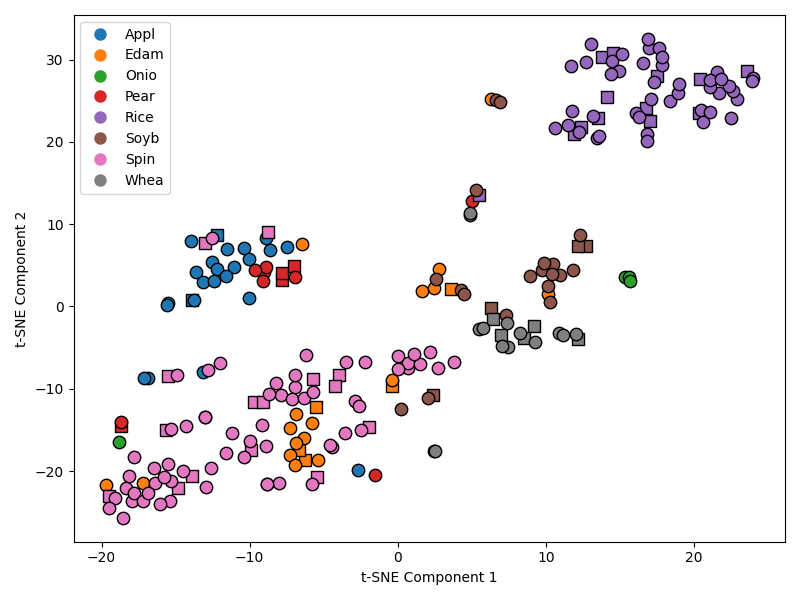 Appl
Edam
Onio
Pear
Rice
Soyb
Spin
Whea
30
20
10
0
−10
−20
−20
−10
0
10
20
t-SNE Component 1
t-SNE Component 2